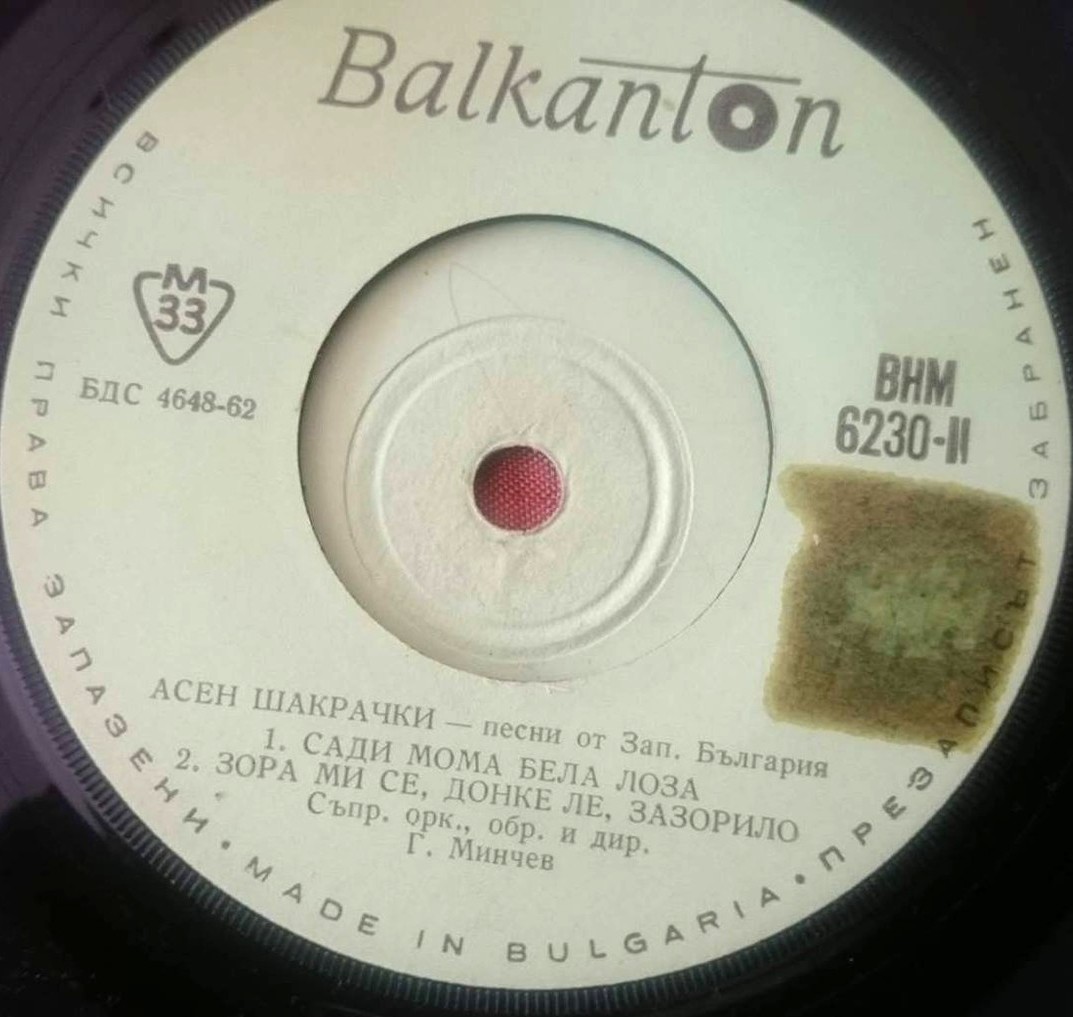 Balkanton
М
33
БДС 4648-62
ВНМ
6230-II
АСЕН ШАКРАЧКИ — песни от Зап. България
1. САДИ МОМА БЕЛА ЛОЗА
2. ЗОРА МИ СЕ, ДОНКЕ ЛЕ, ЗАЗОРИЛО
Съпр. орк., обр. и дир.
Г. Минчев
ВСИЧКИ ПРАВА ЗАПАЗЕНИ • MADE IN BULGARIA • ПРЕЗАПИСЪТ ЗАБРАНЕН